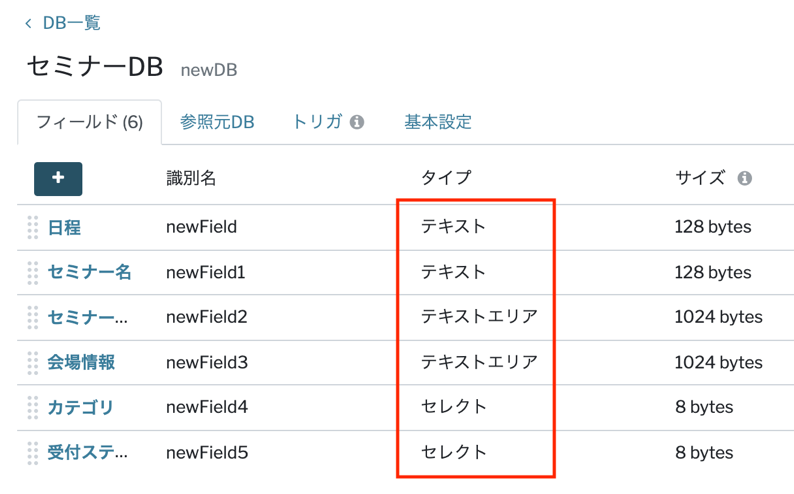 ‹ DB一覧
セミナーDB newDB
フィールド (6) 参照元DB トリガ 基本設定
+ 識別名 タイプ サイズ
日程 newField テキスト 128 bytes
セミナー名 newField1 テキスト 128 bytes
セミナー... newField2 テキストエリア 1024 bytes
会場情報 newField3 テキストエリア 1024 bytes
カテゴリ newField4 セレクト 8 bytes
受付ステ... newField5 セレクト 8 bytes